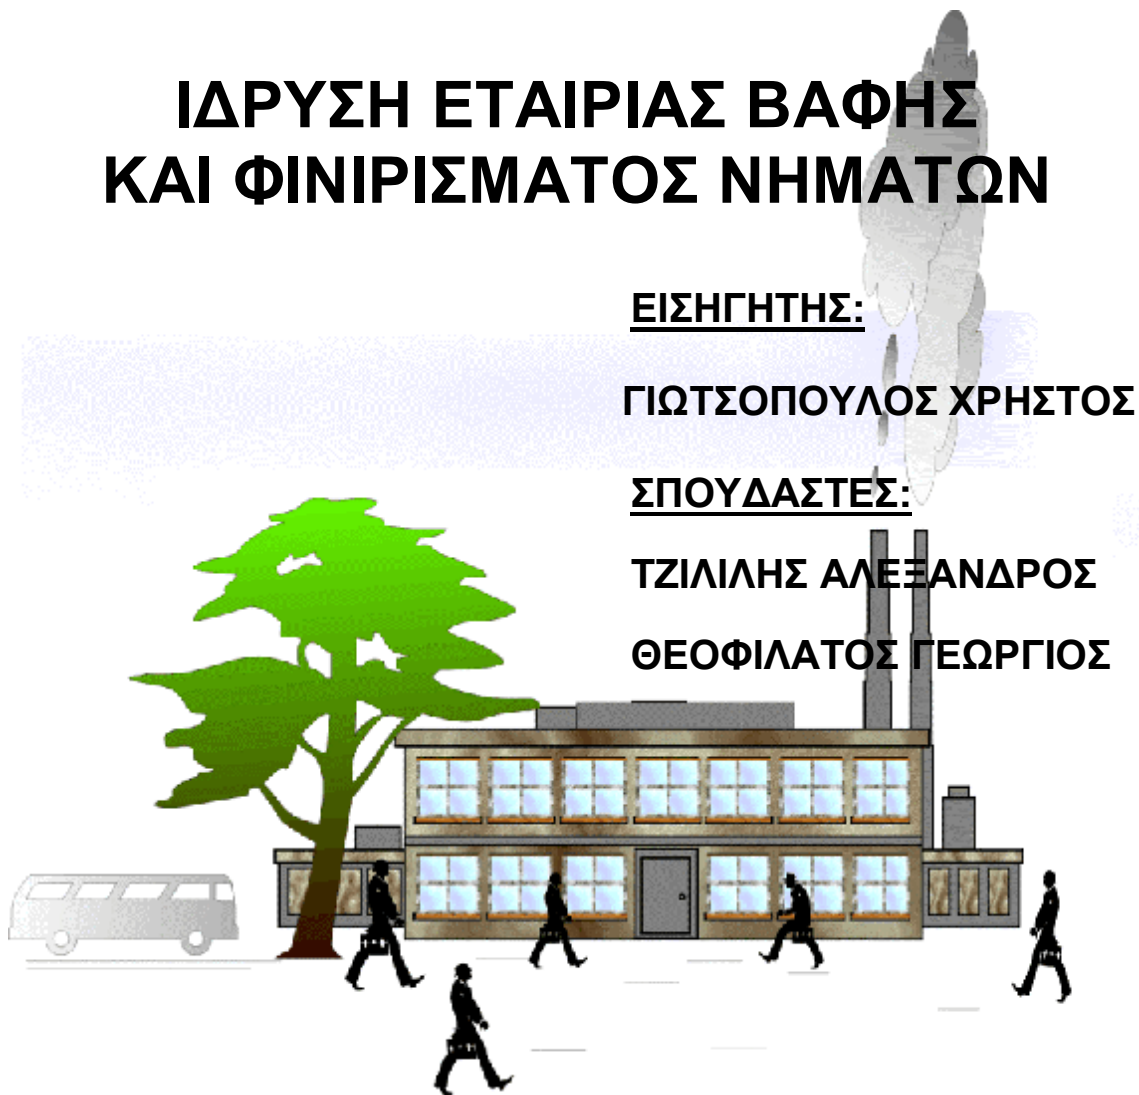 ΙΔΡΥΣΗ ΕΤΑΙΡΙΑΣ ΒΑΦΗΣ
ΚΑΙ ΦΙΝΙΡΙΣΜΑΤΟΣ ΝΗΜΑΤΩΝ
ΕΙΣΗΓΗΤΗΣ:
ΓΙΩΤΣΟΠΟΥΛΟΣ ΧΡΗΣΤΟΣ
ΣΠΟΥΔΑΣΤΕΣ:
ΤΖΙΛΙΛΗΣ ΑΛΕΞΑΝΔΡΟΣ
ΘΕΟΦΙΛΑΤΟΣ ΓΕΩΡΓΙΟΣ